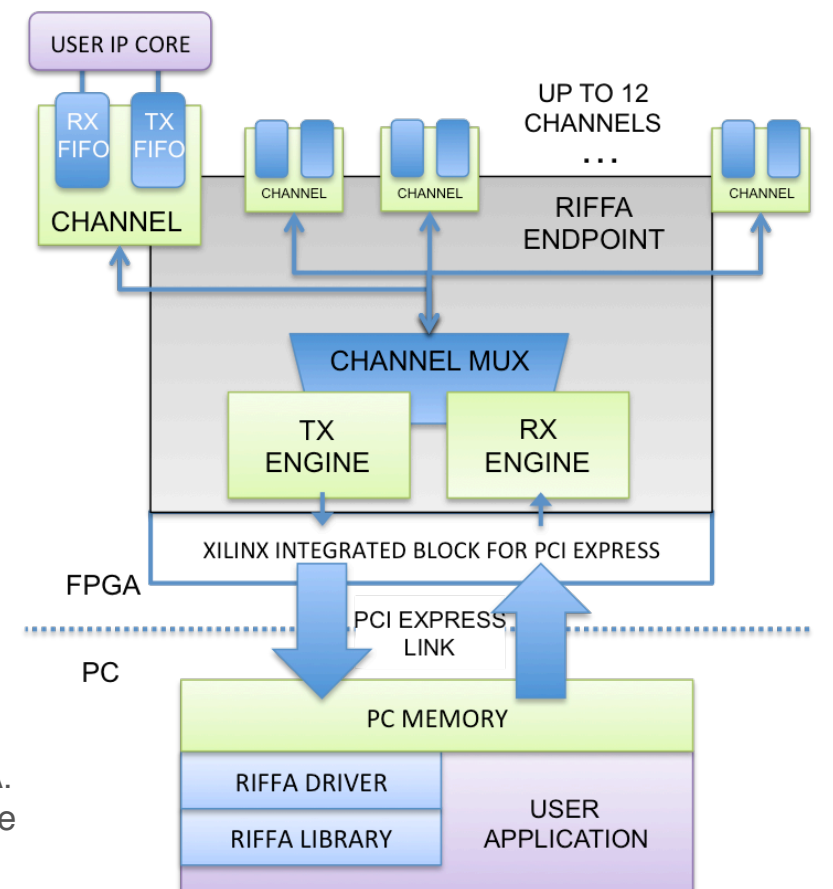 USER IP CORE
RX
FIFO
TX
FIFO
CHANNEL
CHANNEL
CHANNEL
UP TO 12
CHANNELS
...
CHANNEL
RIFFA
ENDPOINT
CHANNEL MUX
TX
ENGINE
RX
ENGINE
XILINX INTEGRATED BLOCK FOR PCI EXPRESS
FPGA
PCI EXPRESS
LINK
PC
PC MEMORY
RIFFA DRIVER
RIFFA LIBRARY
USER
APPLICATION
A.
e